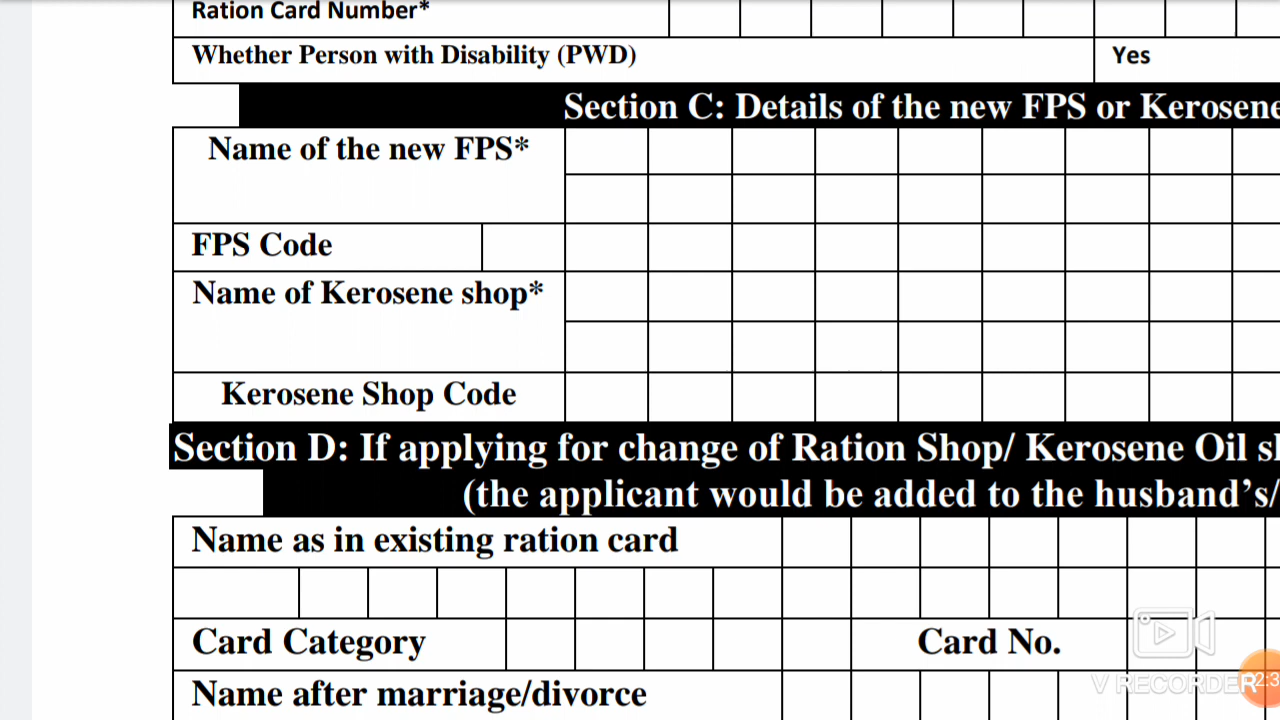 Ration Card Number*
Whether Person with Disability (PWD) Yes
Section C: Details of the new FPS or Kerosene
Name of the new FPS*
FPS Code
Name of Kerosene shop*
Kerosene Shop Code
Section D: If applying for change of Ration Shop/ Kerosene Oil
(the applicant would be added to the husband's/
Name as in existing ration card
Card Category Card No.
Name after marriage/divorce
V RECORDER